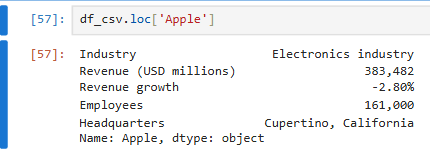 [57]: df_csv.loc['Apple']
[57]: Industry Electronics industry
Revenue (USD millions) 383,482
Revenue growth -2.80%
Employees 161,000
Headquarters Cupertino, California
Name: Apple, dtype: object